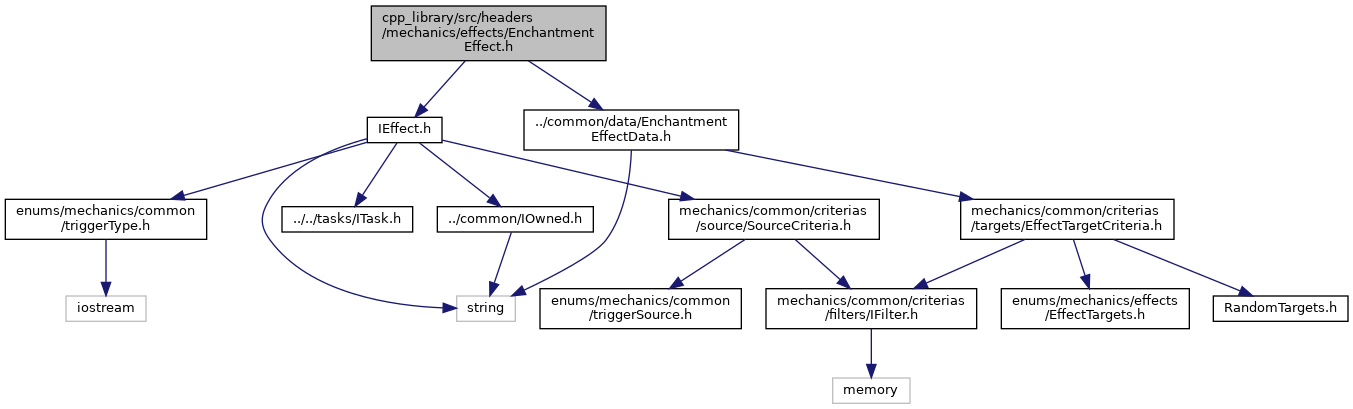 cpp_library/src/headers
/mechanics/effects/Enchantment
Effect.h
IEffect.h
../common/data/Enchantment
EffectData.h
enums/mechanics/common
/triggerType.h
../../tasks/ITask.h
../common/IOwned.h
mechanics/common/criterias
/source/SourceCriteria.h
mechanics/common/criterias
/targets/EffectTargetCriteria.h
iostream
string
enums/mechanics/common
/triggerSource.h
mechanics/common/criterias
/filters/IFilter.h
enums/mechanics/effects
/EffectTargets.h
RandomTargets.h
memory